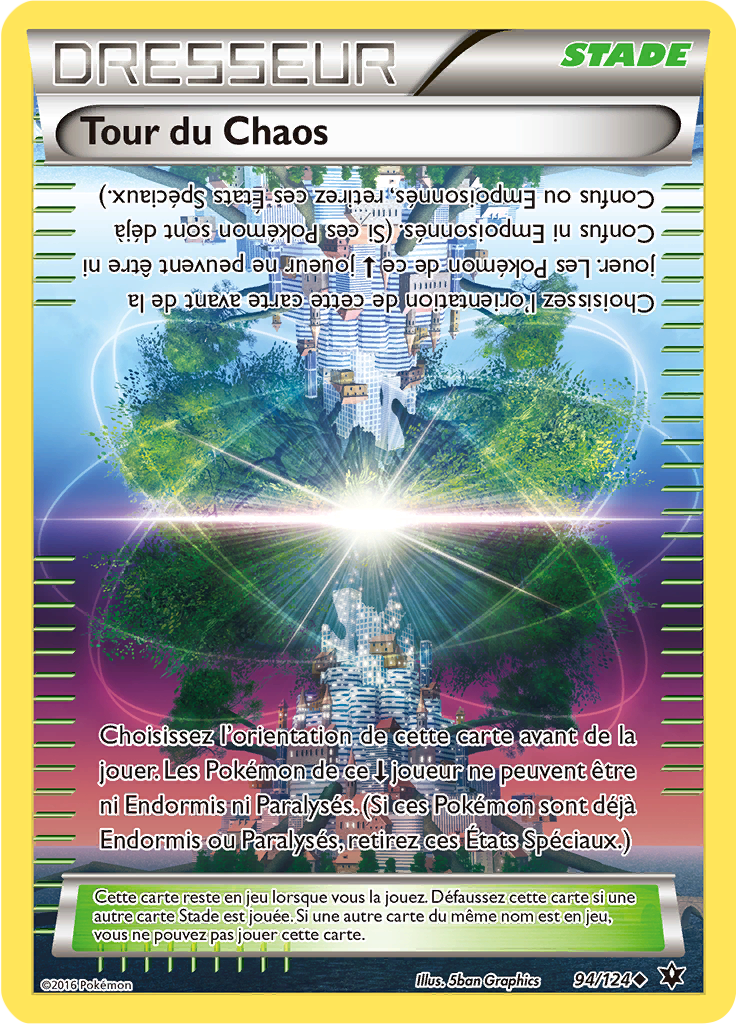 DRESSEUR
STADE
Tour du Chaos
Choisissez l'orientation de cette carte avant de la
jouer. Les Pokémon de ce ↓ joueur ne peuvent être ni
Confus ni Empoisonnés. (Si ces Pokémon sont déjà
Confus ou Empoisonnés, retirez ces États Spéciaux.)
Choisissez l'orientation de cette carte avant de la
jouer. Les Pokémon de ce ↓ joueur ne peuvent être
ni Endormis ni Paralysés. (Si ces Pokémon sont déjà
Endormis ou Paralysés, retirez ces États Spéciaux.)
Cette carte reste en jeu lorsque vous la jouez. Défaussez cette carte si une
autre carte Stade est jouée. Si une autre carte du même nom est en jeu,
vous ne pouvez pas jouer cette carte.
©2016 Pokémon
Illus. 5ban Graphics
94/124